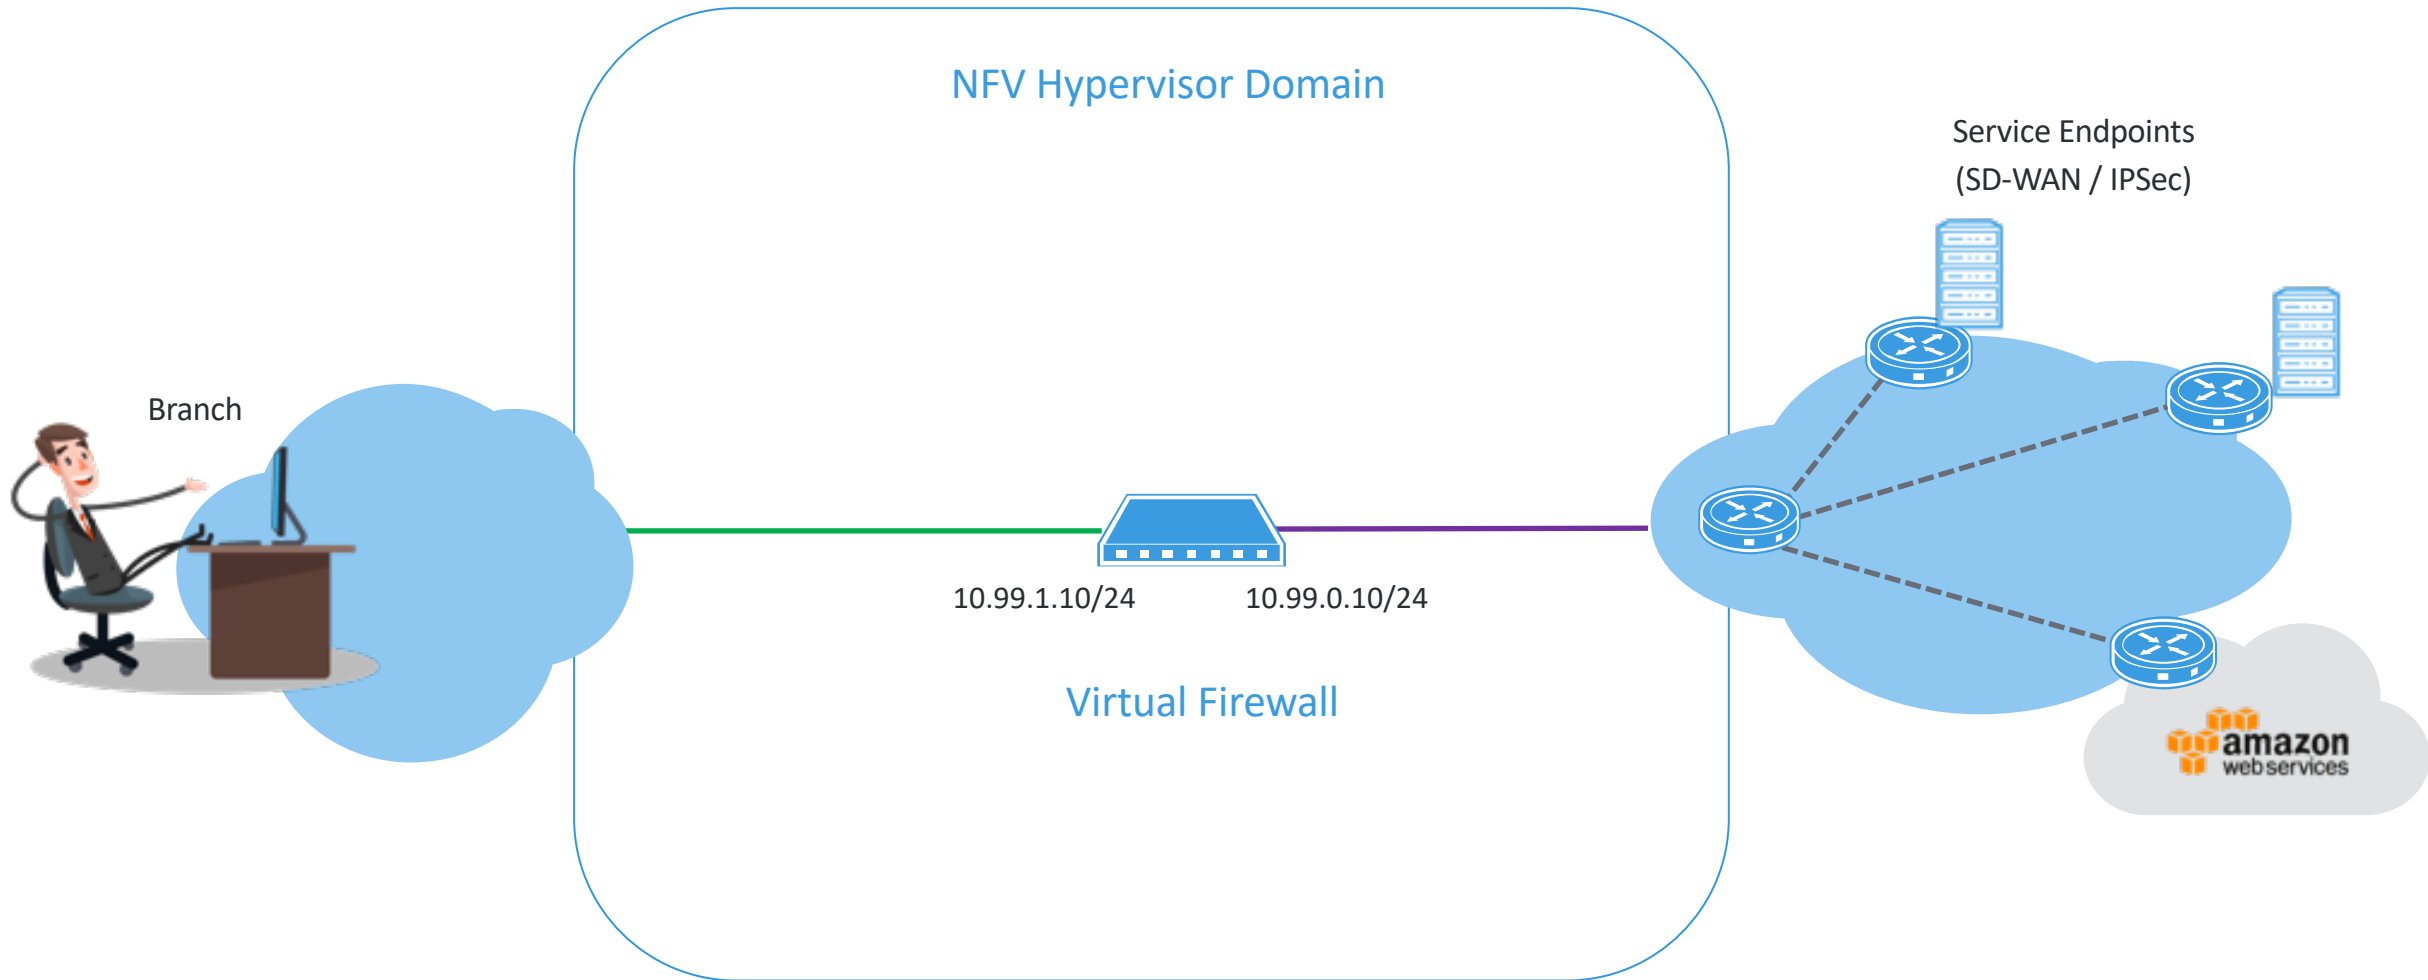 NFV Hypervisor Domain
Service Endpoints
(SD-WAN / IPSec)
Branch
10.99.1.10/24
10.99.0.10/24
Virtual Firewall
amazon
web services